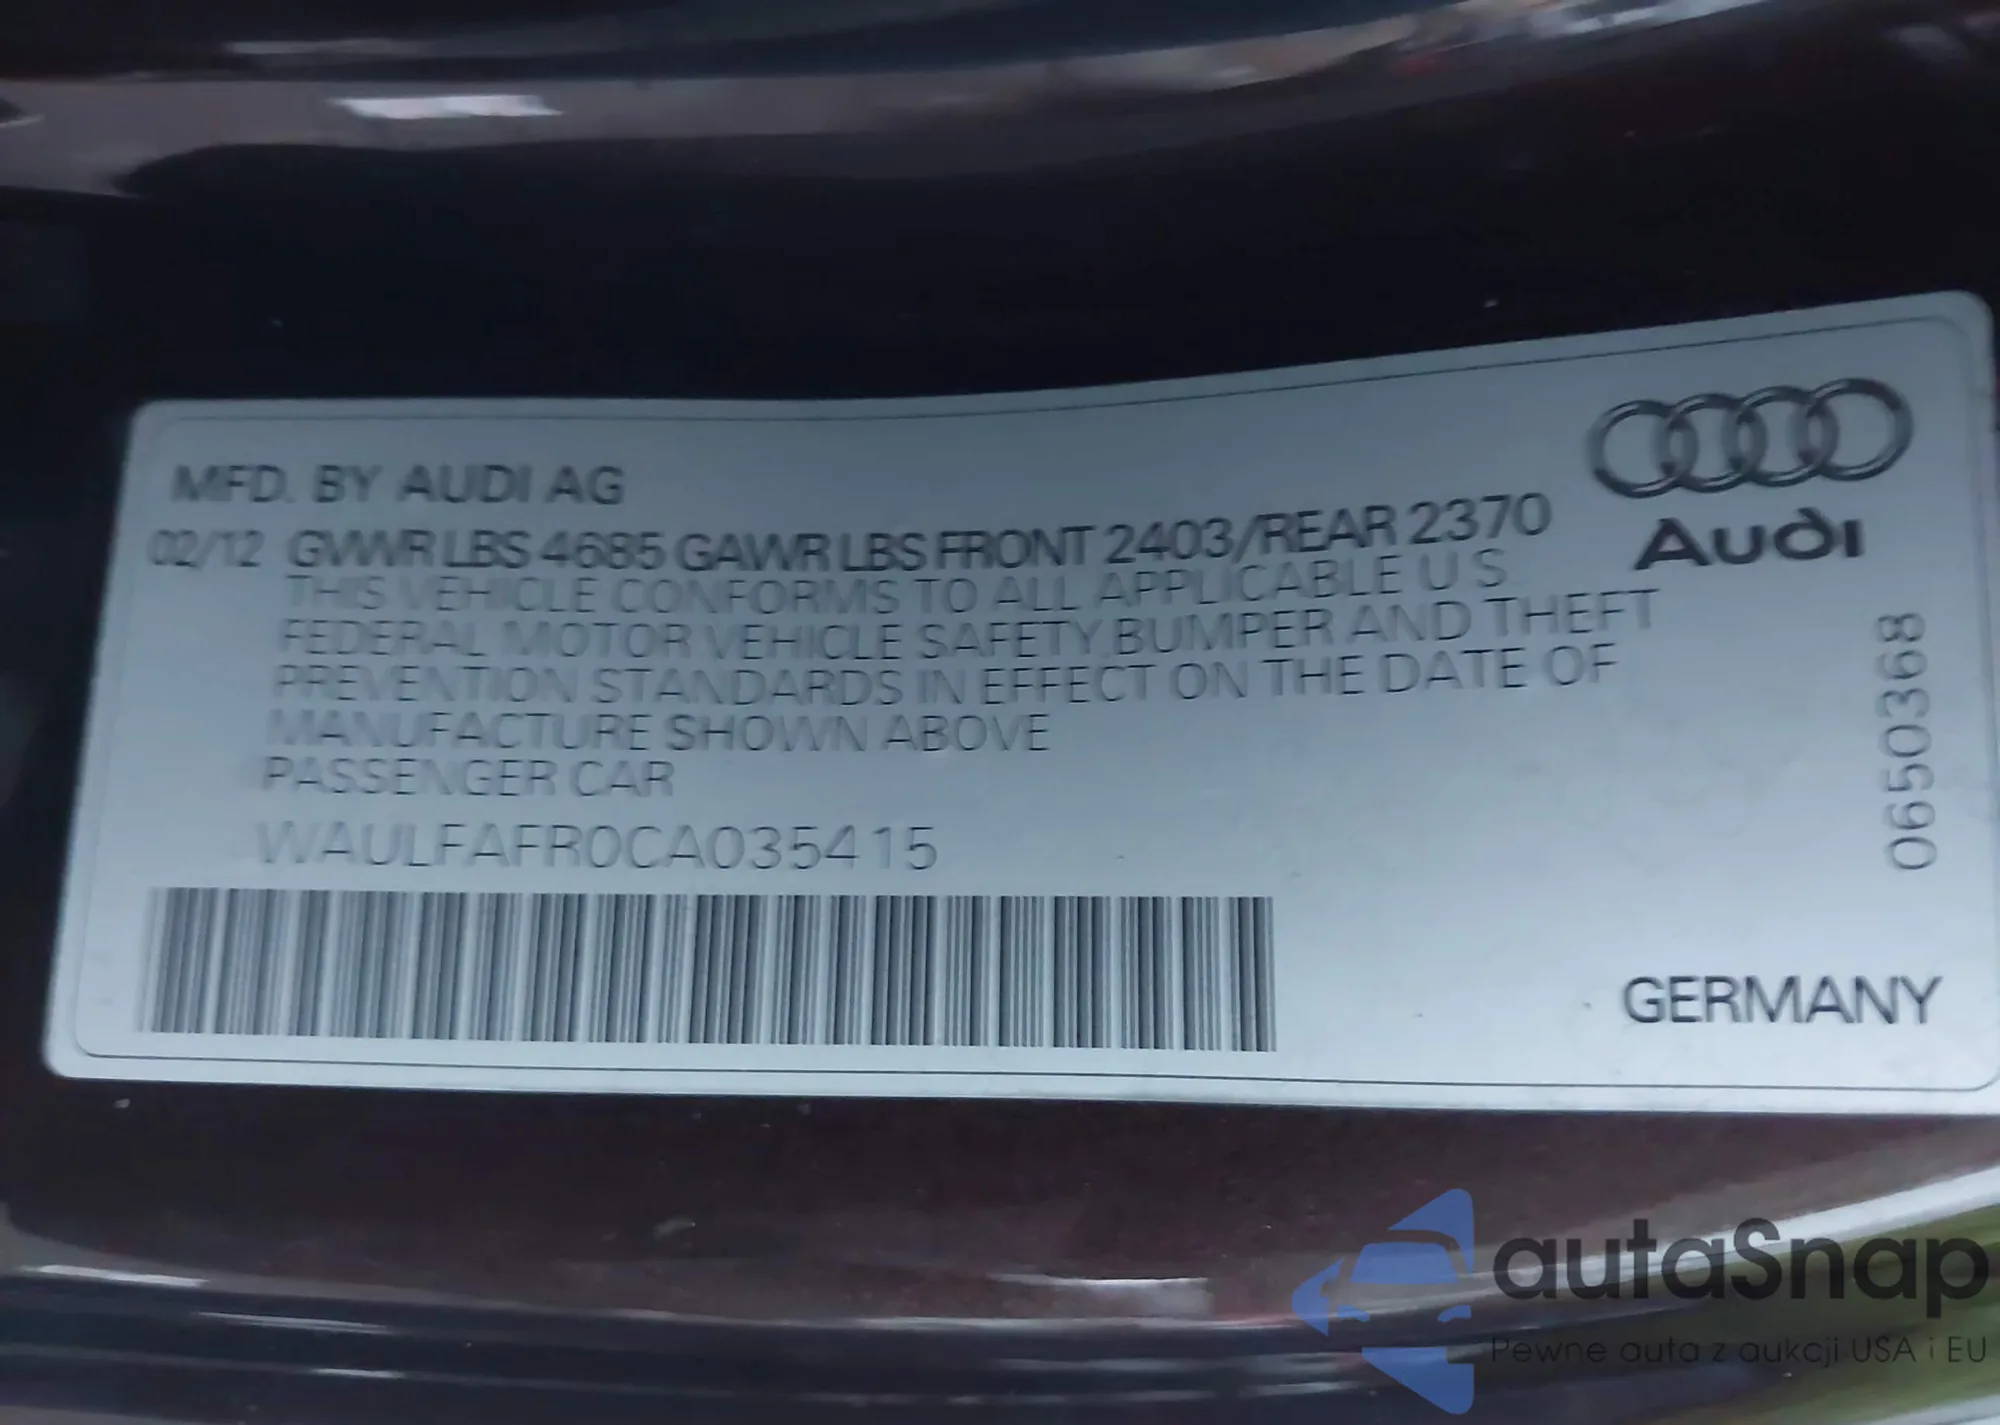 MFD. BY AUDI AG
02/12 GVWR LBS 4685 GAWR LBS FRONT 2403/REAR 2370
THIS VEHICLE CONFORMS TO ALL APPLICABLE U S
FEDERAL MOTOR VEHICLE SAFETY,BUMPER AND THEFT
PREVENTION STANDARDS IN EFFECT ON THE DATE OF
MANUFACTURE SHOWN ABOVE
PASSENGER CAR
WAULFAFR0CA035415
Audi
0650368
GERMANY
autaSnap
Pewne auta z aukcji USA i EU